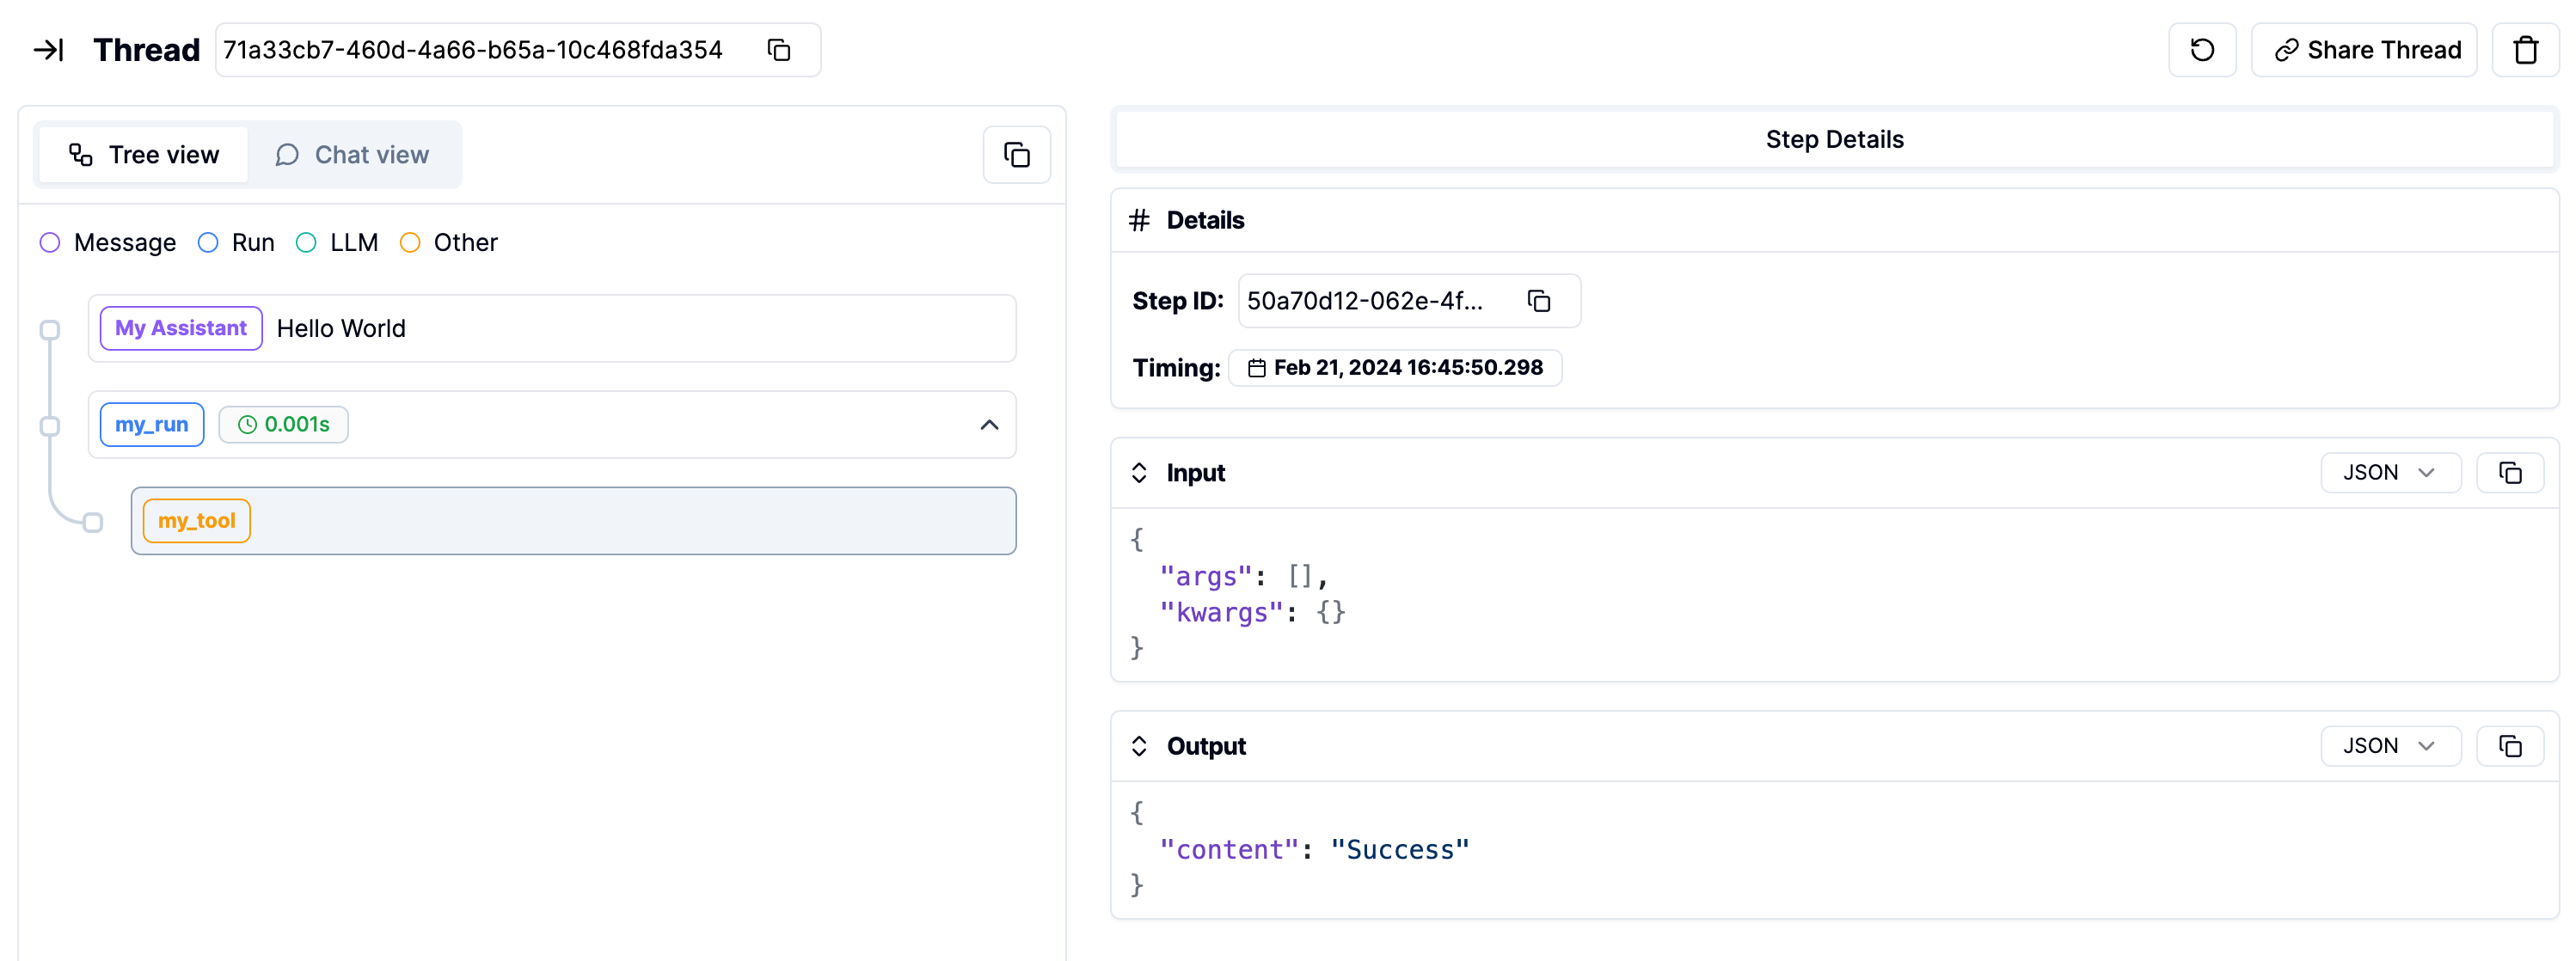 Thread 71a33cb7-460d-4a66-b65a-10c468fda354 Share Thread
Tree view Chat view
Message Run LLM Other
My Assistant Hello World
my_run 0.001s
my_tool
Step Details
# Details
Step ID: 50a70d12-062e-4f...
Timing: Feb 21, 2024 16:45:50.298
Input JSON
{
"args": [],
"kwargs": {}
}
Output JSON
{
"content": "Success"
}